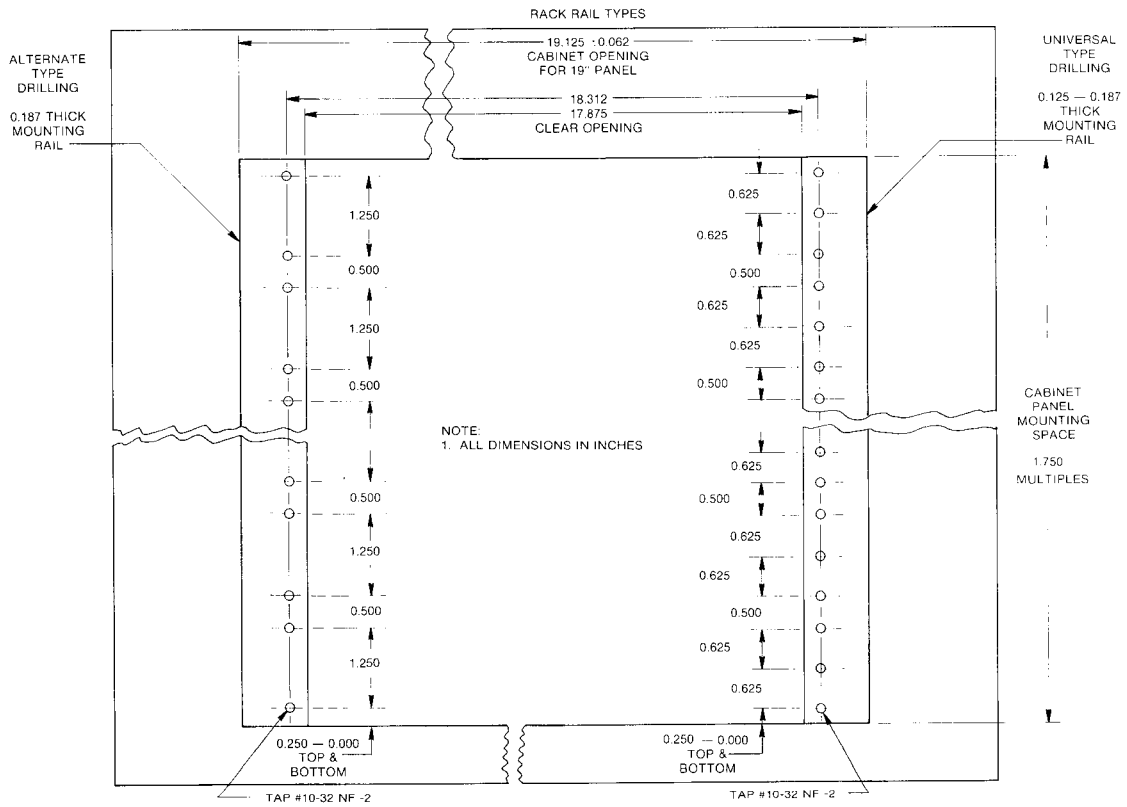 RACK RAIL TYPES
19.125 ±0.062
CABINET OPENING
FOR 19" PANEL
18.312
17.875
CLEAR OPENING
ALTERNATE
TYPE
DRILLING
0.187 THICK
MOUNTING
RAIL
UNIVERSAL
TYPE
DRILLING
0.125 — 0.187
THICK
MOUNTING
RAIL
1.250
0.500
1.250
0.500
0.500
1.250
0.500
1.250
0.250 — 0.000
TOP &
BOTTOM
TAP #10-32 NF -2
NOTE:
1. ALL DIMENSIONS IN INCHES
0.625
0.625
0.500
0.625
0.625
0.500
0.625
0.500
0.625
0.625
0.500
0.625
0.625
0.250 — 0.000
TOP &
BOTTOM
TAP #10-32 NF -2
CABINET
PANEL
MOUNTING
SPACE
1.750
MULTIPLES